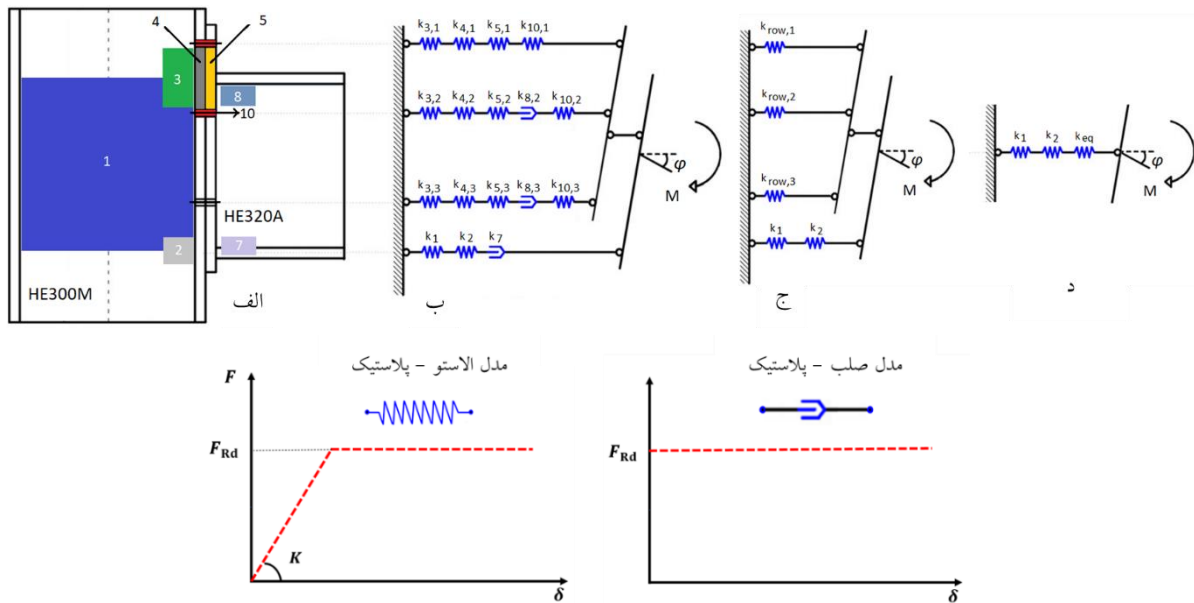 4
5
3
8
10
1
HE320A
2
7
HE300M
الف
k3,1 k4,1 k5,1 k10,1
k3,2 k4,2 k5,2 k8,2 k10,2
φ
M
k3,3 k4,3 k5,3 k8,3 k10,3
k1 k2 k7
ب
krow,1
krow,2
φ
M
krow,3
k1 k2
ج
k1 k2 keq
φ
M
د
مدل الاستو - پلاستیک
F
FRd
K
δ
مدل صلب - پلاستیک
FRd
δ